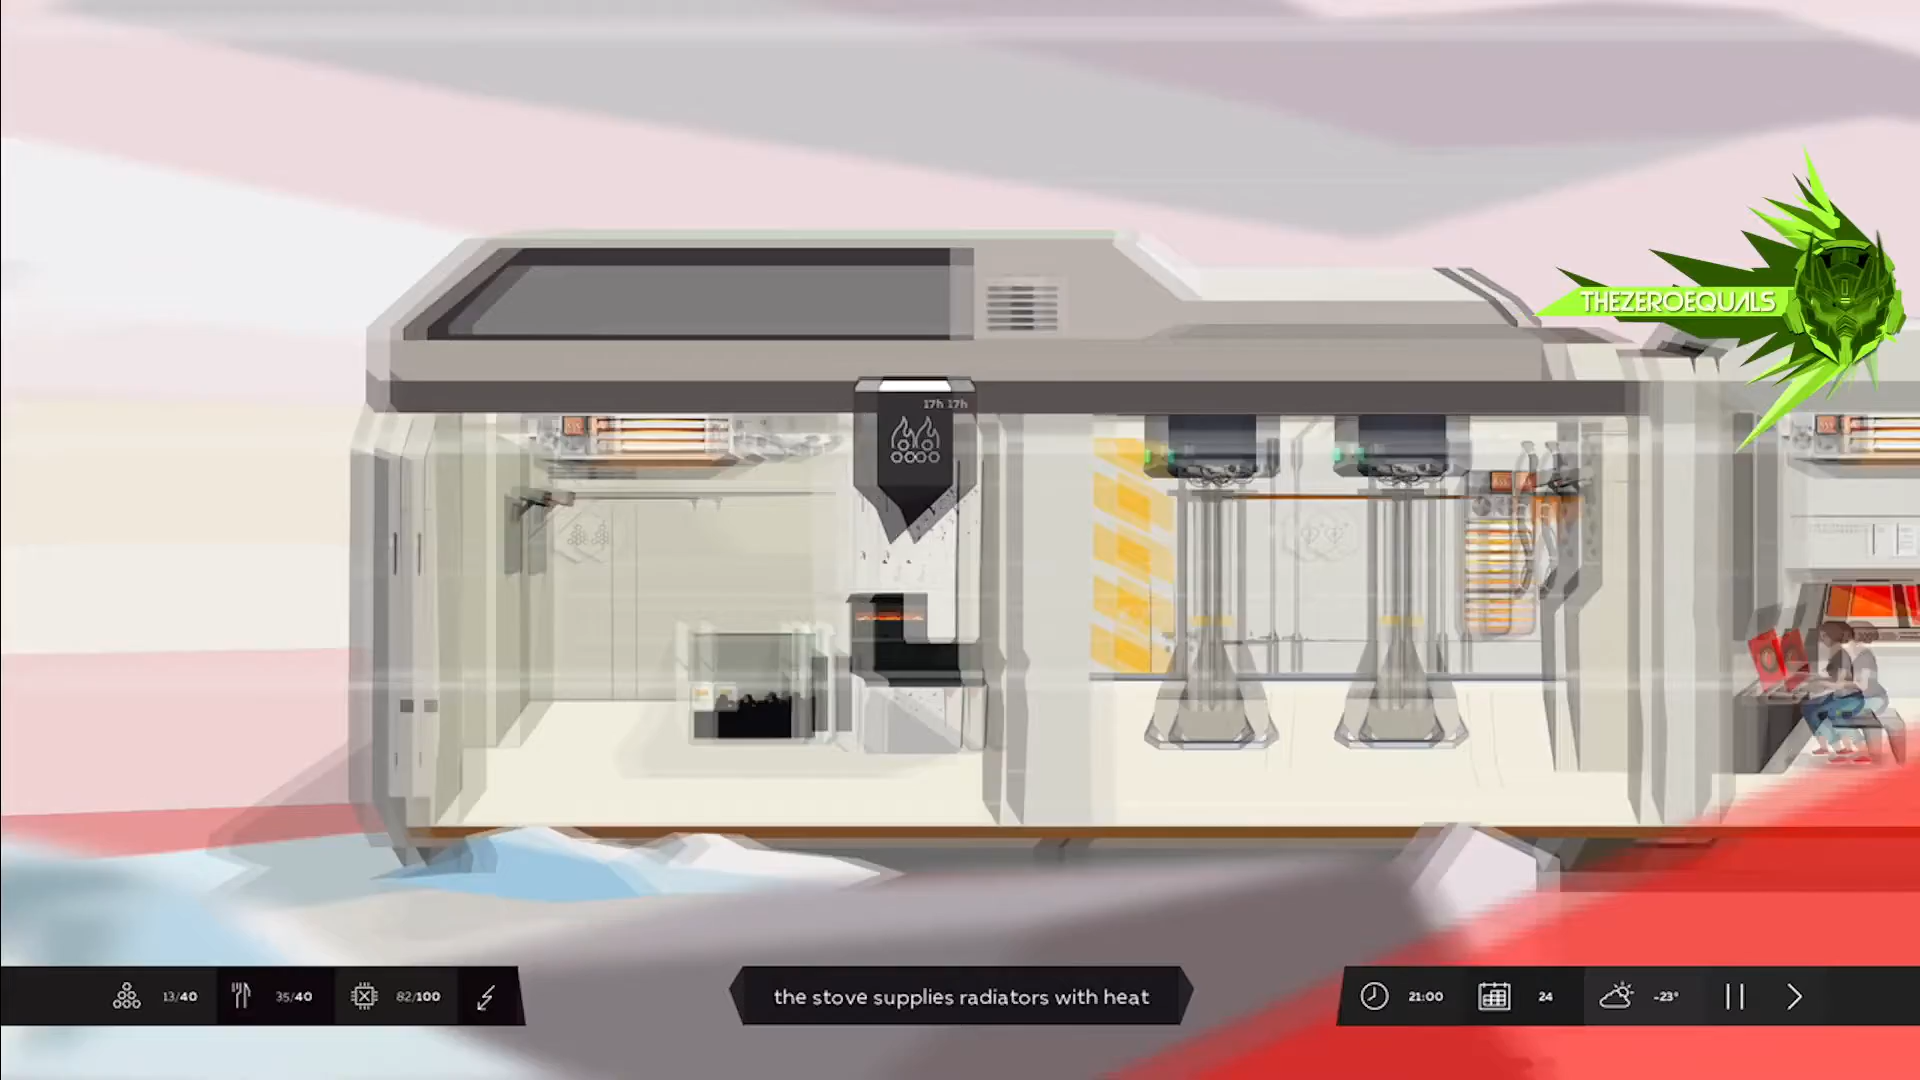 THEZEROEQUALS
17h 17h
13/40
35/40
82/100
the stove supplies radiators with heat
21:00
24
-23°